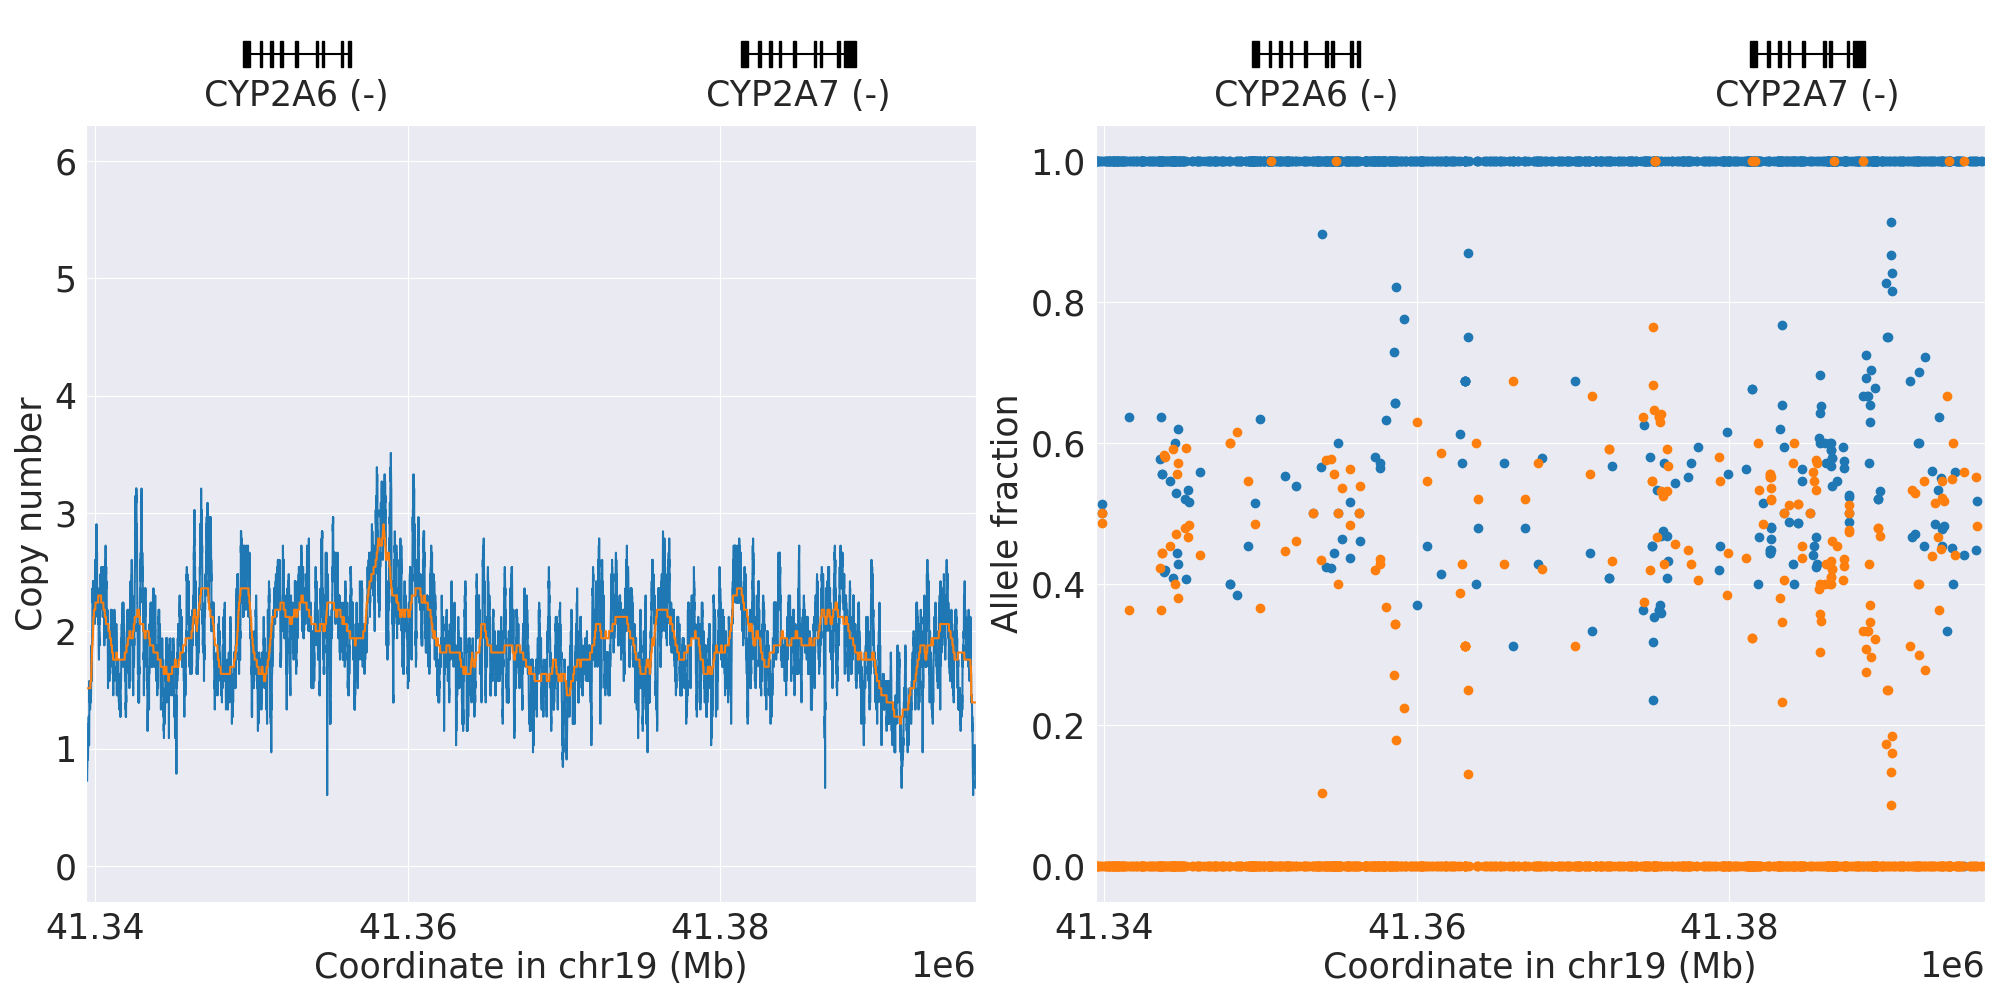 CYP2A6 (-)
CYP2A7 (-)
CYP2A6 (-)
CYP2A7 (-)
Copy number
6
5
4
3
2
1
0
41.34
41.36
41.38
Coordinate in chr19 (Mb)
1e6
Allele fraction
1.0
0.8
0.6
0.4
0.2
0.0
41.34
41.36
41.38
Coordinate in chr19 (Mb)
1e6